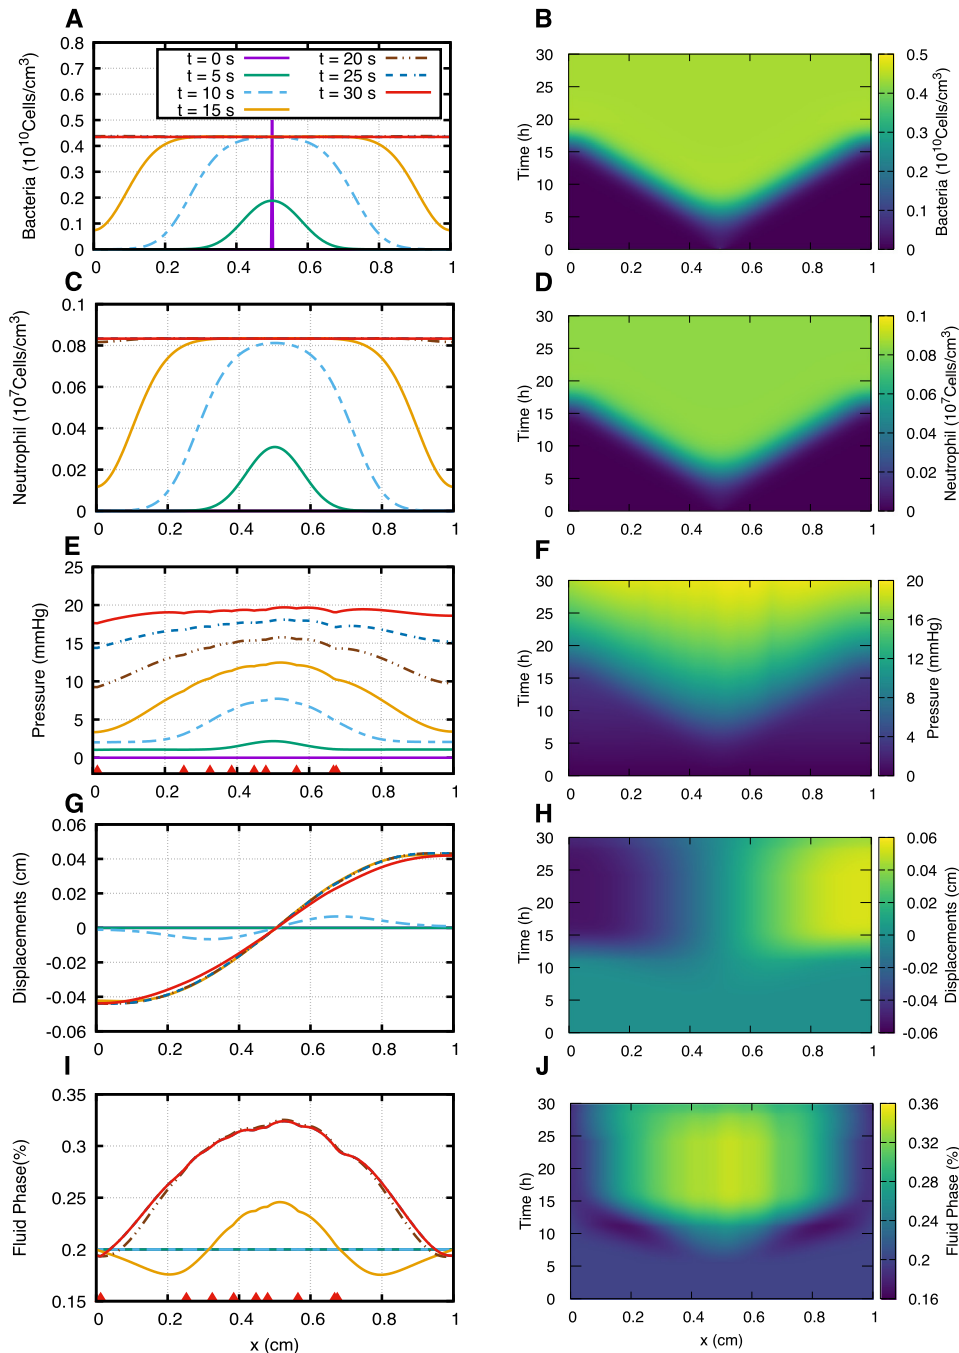 A
0.8
0.7
0.6
0.5
0.4
0.3
0.2
0.1
0
Bacteria (10^10Cells/cm^3)
t = 0 s
t = 5 s
t = 10 s
t = 15 s
t = 20 s
t = 25 s
t = 30 s
0 0.2 0.4 0.6 0.8 1
B
30
25
20
15
10
5
0
Time (h)
0 0.2 0.4 0.6 0.8 1
0.5
0.4
0.3
0.2
0.1
0
Bacteria (10^10Cells/cm^3)
C
0.1
0.08
0.06
0.04
0.02
0
Neutrophil (10^7Cells/cm^3)
0 0.2 0.4 0.6 0.8 1
D
30
25
20
15
10
5
0
Time (h)
0 0.2 0.4 0.6 0.8 1
0.1
0.08
0.06
0.04
0.02
0
Neutrophil (10^7Cells/cm^3)
E
25
20
15
10
5
0
Pressure (mmHg)
0 0.2 0.4 0.6 0.8 1
F
30
25
20
15
10
5
0
Time (h)
0 0.2 0.4 0.6 0.8 1
20
16
12
8
4
0
Pressure (mmHg)
G
0.06
0.04
0.02
0
-0.02
-0.04
-0.06
Displacements (cm)
0 0.2 0.4 0.6 0.8 1
H
30
25
20
15
10
5
0
Time (h)
0 0.2 0.4 0.6 0.8 1
0.06
0.04
0.02
0
-0.02
-0.04
-0.06
Displacements (cm)
I
0.35
0.3
0.25
0.2
0.15
Fluid Phase(%)
0 0.2 0.4 0.6 0.8 1
x (cm)
J
30
25
20
15
10
5
0
Time (h)
0 0.2 0.4 0.6 0.8 1
x (cm)
0.36
0.32
0.28
0.24
0.2
0.16
Fluid Phase (%)